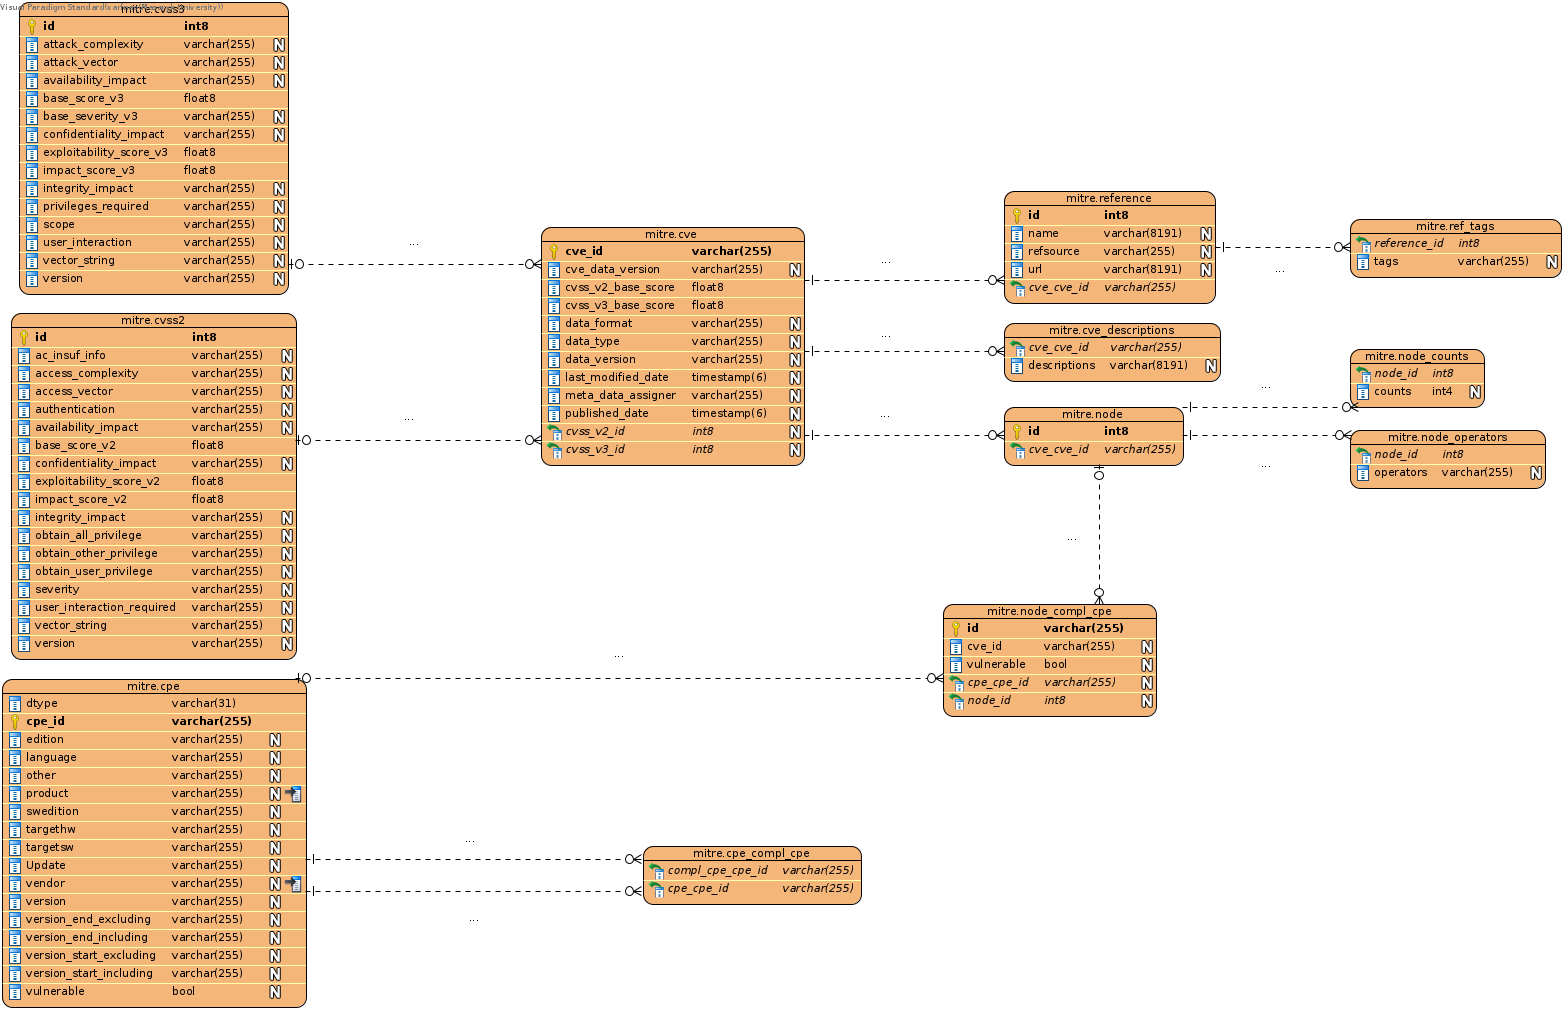 Visual Paradigm Standard
mitre.cvss3
id int8
attack_complexity varchar(255) N
attack_vector varchar(255) N
availability_impact varchar(255) N
base_score_v3 float8
base_severity_v3 varchar(255) N
confidentiality_impact varchar(255) N
exploitability_score_v3 float8
impact_score_v3 float8
integrity_impact varchar(255) N
privileges_required varchar(255) N
scope varchar(255) N
user_interaction varchar(255) N
vector_string varchar(255) N
version varchar(255) N
...
mitre.cvss2
id int8
ac_insuf_info varchar(255) N
access_complexity varchar(255) N
access_vector varchar(255) N
authentication varchar(255) N
availability_impact varchar(255) N
base_score_v2 float8
confidentiality_impact varchar(255) N
exploitability_score_v2 float8
impact_score_v2 float8
integrity_impact varchar(255) N
obtain_all_privilege varchar(255) N
obtain_other_privilege varchar(255) N
obtain_user_privilege varchar(255) N
severity varchar(255) N
user_interaction_required varchar(255) N
vector_string varchar(255) N
version varchar(255) N
...
mitre.cve
cve_id varchar(255)
cve_data_version varchar(255) N
cvss_v2_base_score float8
cvss_v3_base_score float8
data_format varchar(255) N
data_type varchar(255) N
data_version varchar(255) N
last_modified_date timestamp(6) N
meta_data_assigner varchar(255) N
published_date timestamp(6) N
cvss_v2_id int8 N
cvss_v3_id int8 N
...
...
...
mitre.reference
id int8
name varchar(8191) N
refsource varchar(255) N
url varchar(8191) N
cve_cve_id varchar(255)
...
mitre.ref_tags
reference_id int8
tags varchar(255) N
mitre.cve_descriptions
cve_cve_id varchar(255)
descriptions varchar(8191) N
mitre.node
id int8
cve_cve_id varchar(255)
...
mitre.node_counts
node_id int8
counts int4 N
...
mitre.node_operators
node_id int8
operators varchar(255) N
...
mitre.node_compl_cpe
id varchar(255)
cve_id varchar(255) N
vulnerable bool N
cpe_cpe_id varchar(255) N
node_id int8 N
...
mitre.cpe
dtype varchar(31)
cpe_id varchar(255)
edition varchar(255) N
language varchar(255) N
other varchar(255) N
product varchar(255) N
swedition varchar(255) N
targethw varchar(255) N
targetsw varchar(255) N
Update varchar(255) N
vendor varchar(255) N
version varchar(255) N
version_end_excluding varchar(255) N
version_end_including varchar(255) N
version_start_excluding varchar(255) N
version_start_including varchar(255) N
vulnerable bool N
...
...
mitre.cpe_compl_cpe
compl_cpe_cpe_id varchar(255)
cpe_cpe_id varchar(255)